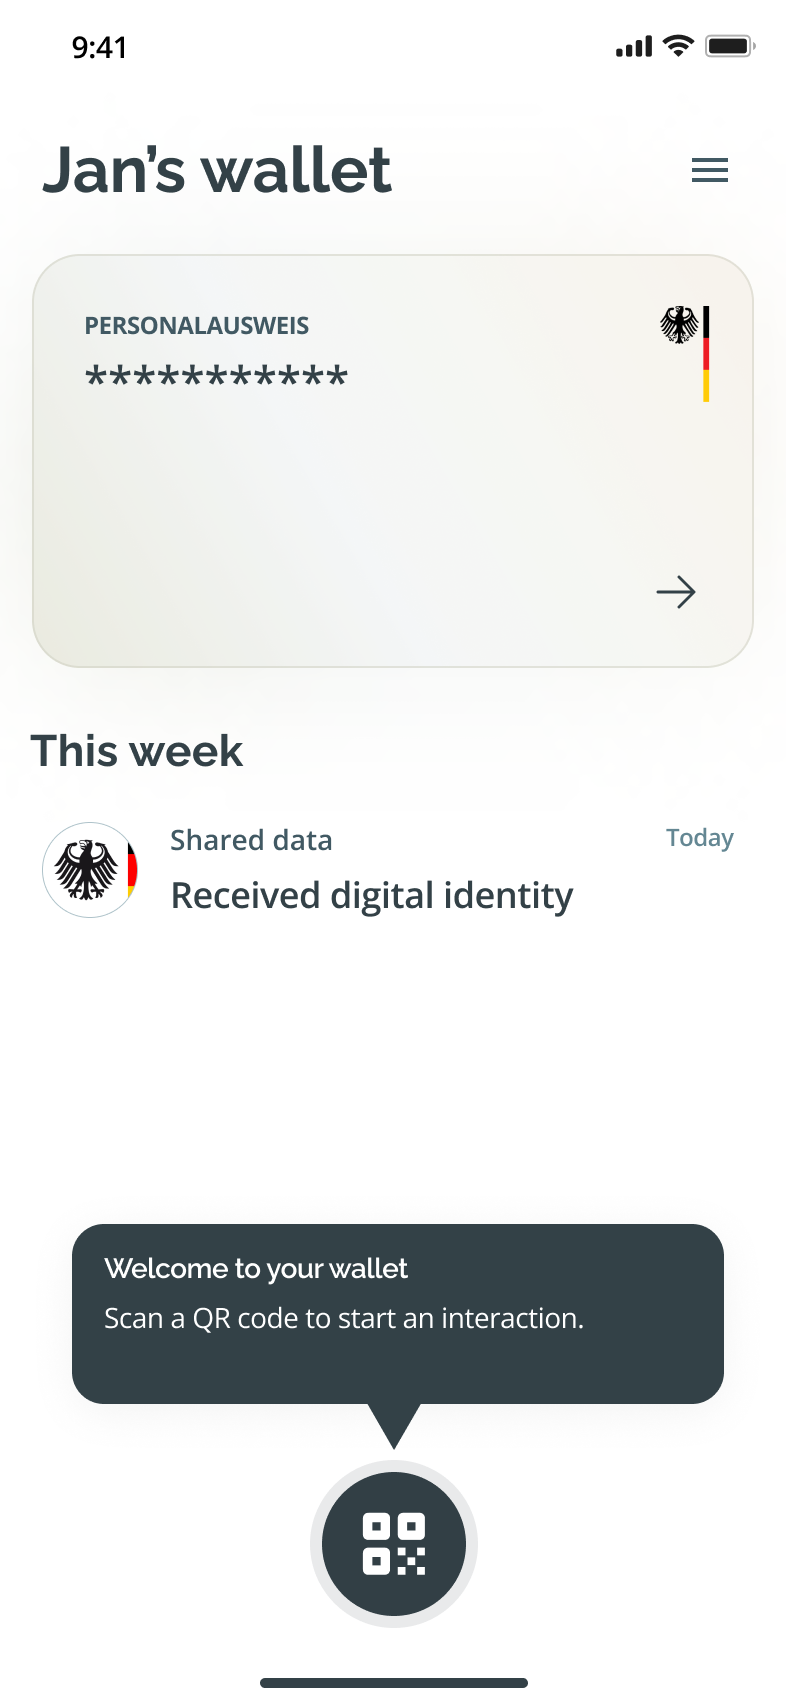 9:41
Jan’s wallet
PERSONALAUSWEIS
***********
This week
Shared data
Today
Received digital identity
Welcome to your wallet
Scan a QR code to start an interaction.